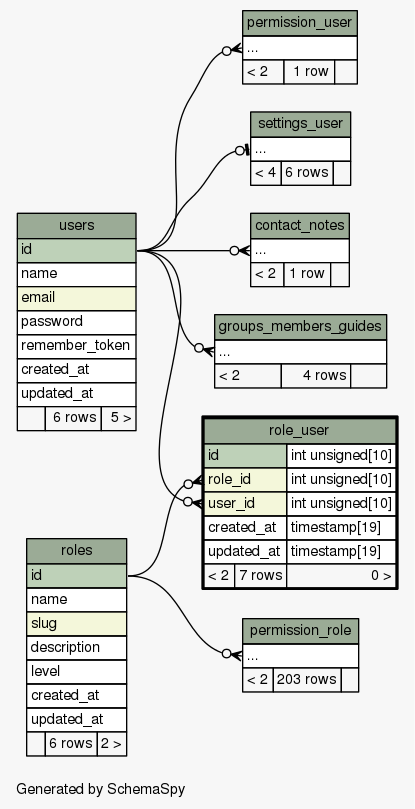 permission_user
...
< 2 1 row
settings_user
...
< 4 6 rows
users
id
name
email
password
remember_token
created_at
updated_at
6 rows 5 >
contact_notes
...
< 2 1 row
groups_members_guides
...
< 2 4 rows
role_user
id int unsigned[10]
role_id int unsigned[10]
user_id int unsigned[10]
created_at timestamp[19]
updated_at timestamp[19]
< 2 7 rows 0 >
roles
id
name
slug
description
level
created_at
updated_at
6 rows 2 >
permission_role
...
< 2 203 rows
Generated by SchemaSpy